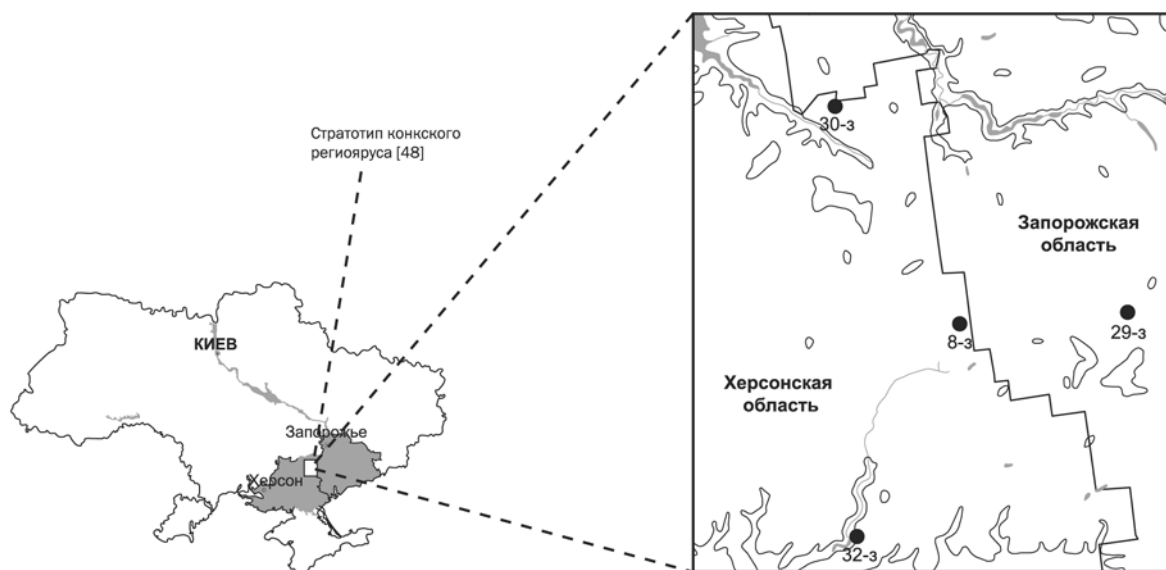 Стратотип конкского
региояруса [48]
КИЕВ
Запорожье
Херсон
30-з
Запорожская
область
8-з
29-з
Херсонская
область
32-з